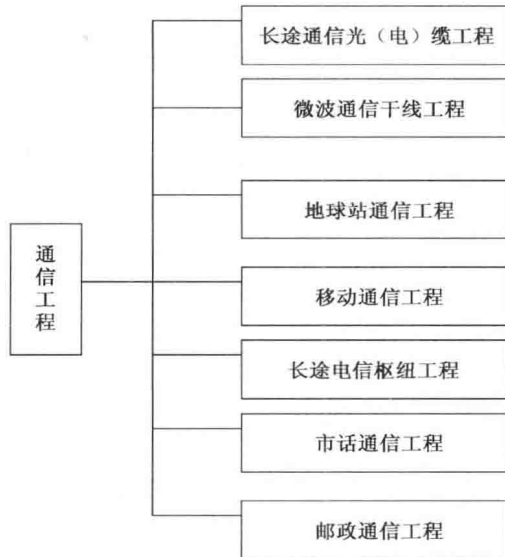 通信工程
长途通信光（电）缆工程
微波通信干线工程
地球站通信工程
移动通信工程
长途电信枢纽工程
市话通信工程
邮政通信工程